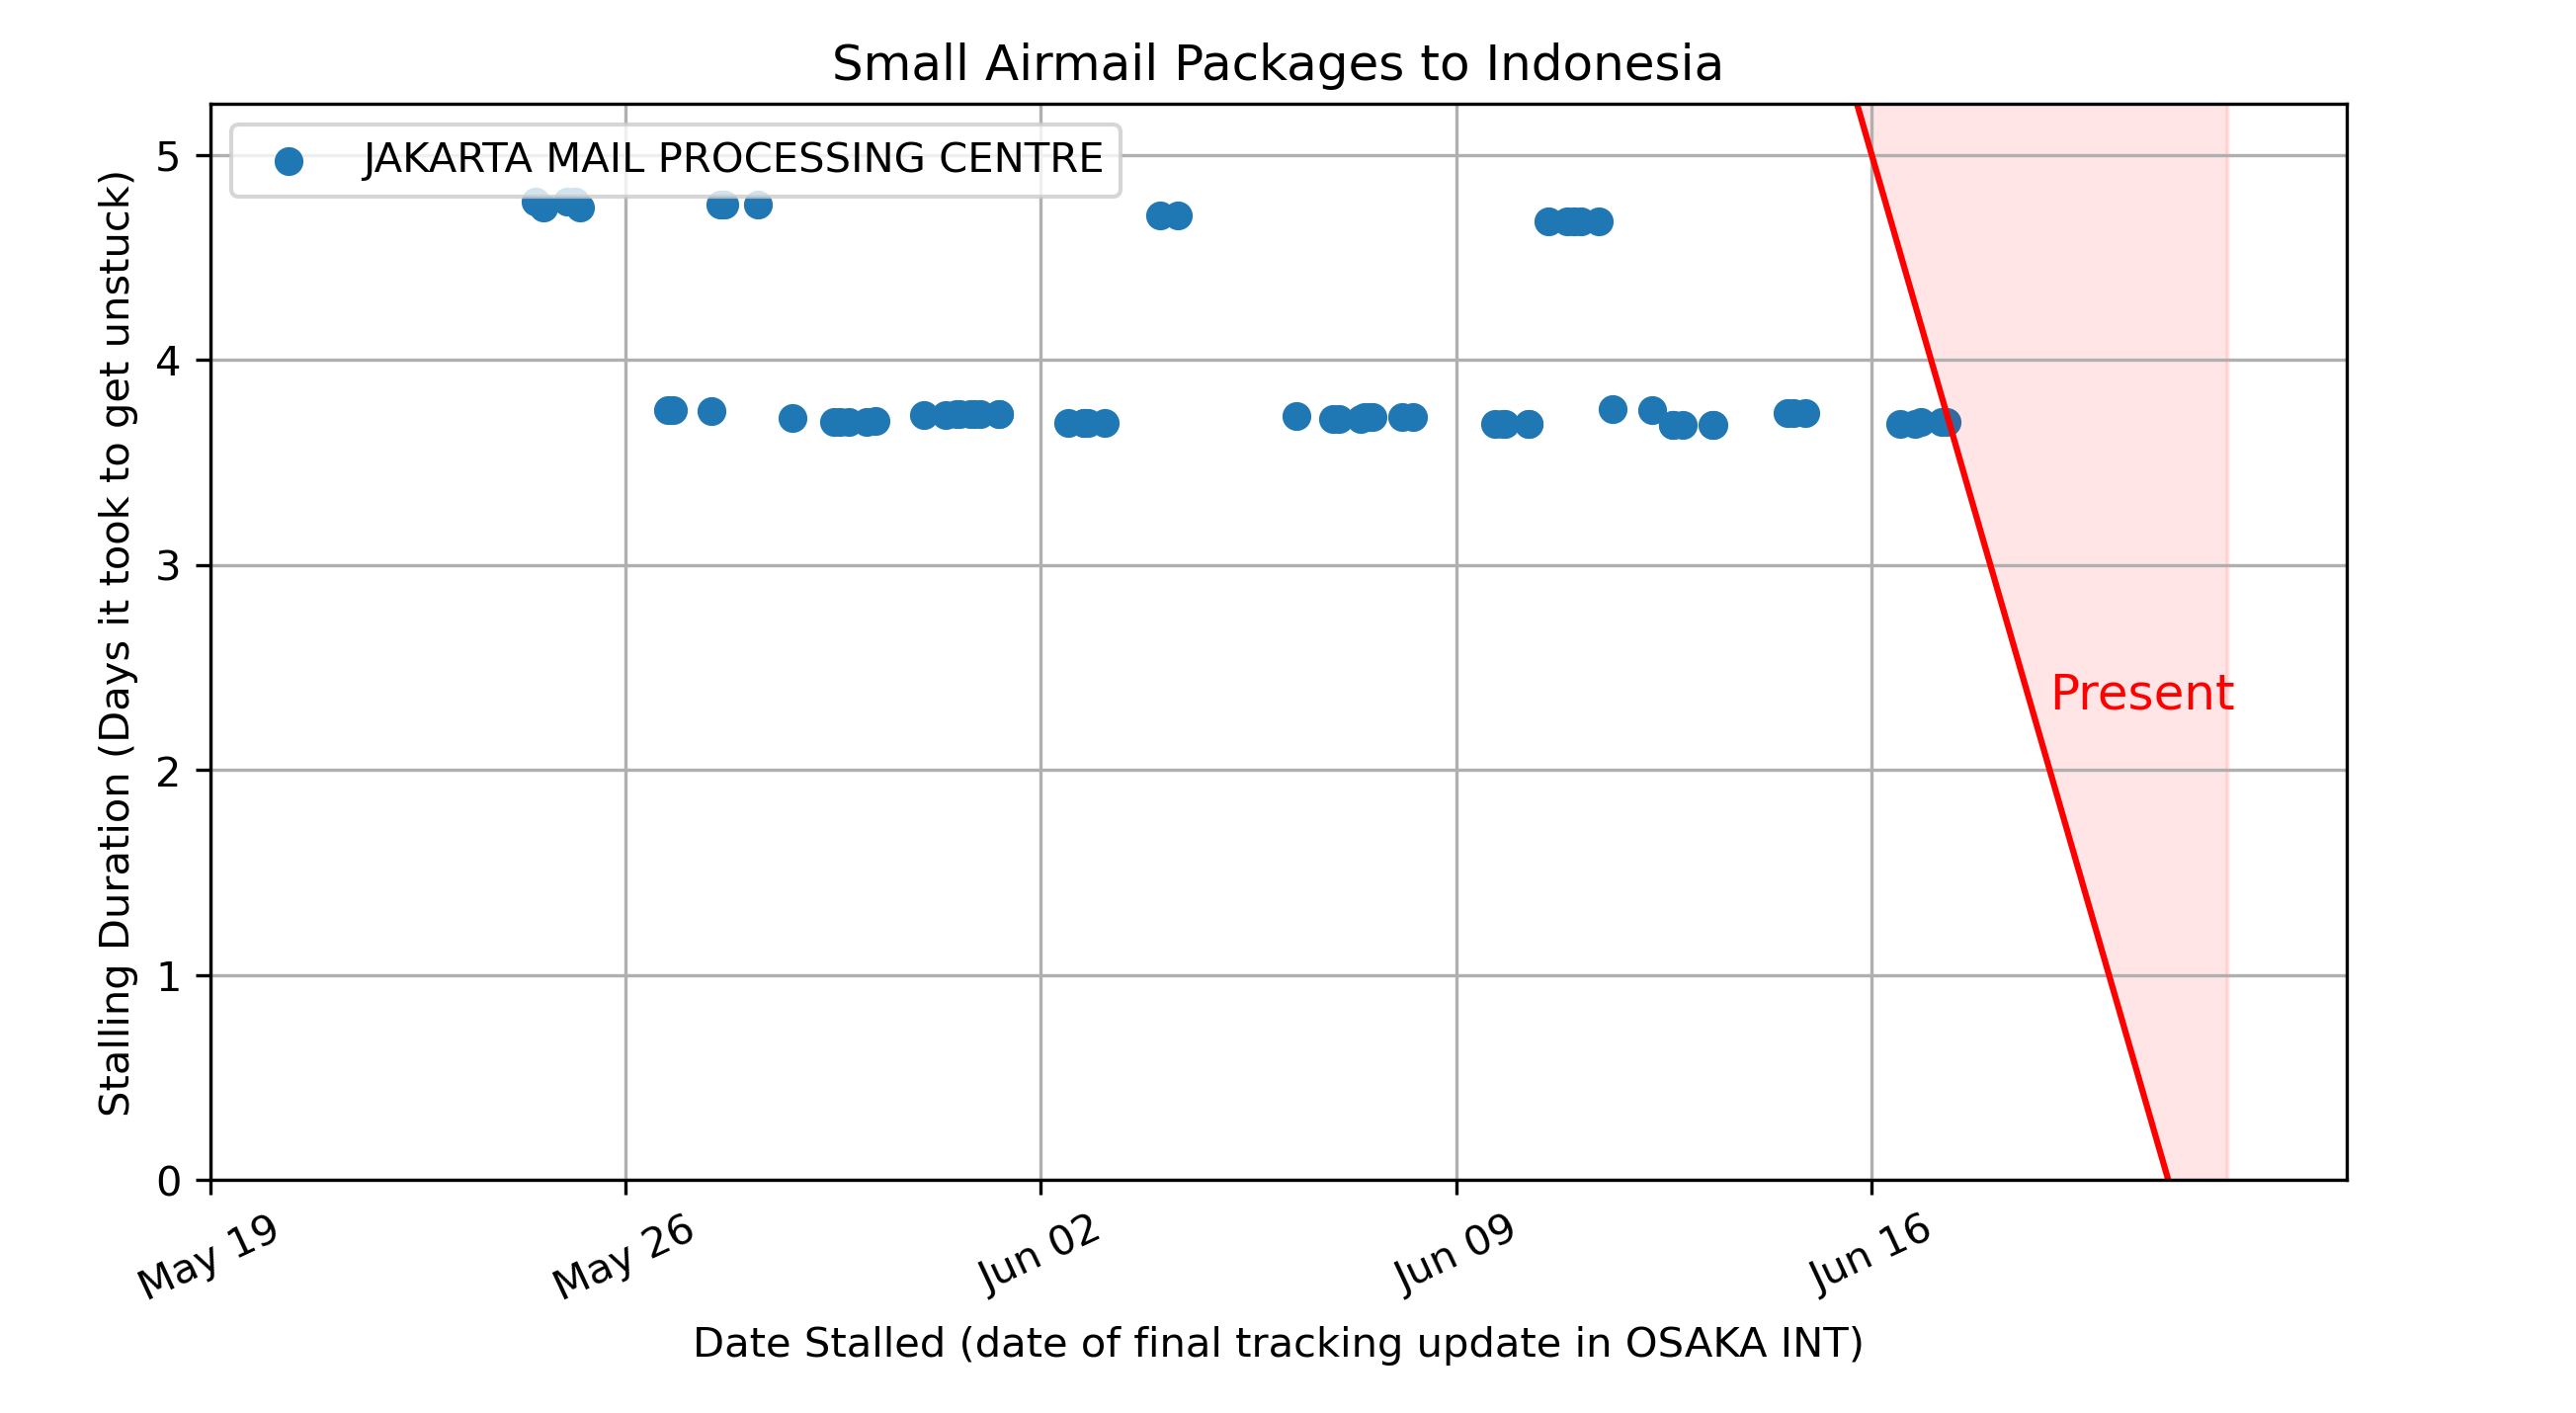 Small Airmail Packages to Indonesia
JAKARTA MAIL PROCESSING CENTRE
Stalling Duration (Days it took to get unstuck)
5
4
3
2
1
0
Present
May 19
May 26
Jun 02
Jun 09
Jun 16
Date Stalled (date of final tracking update in OSAKA INT)